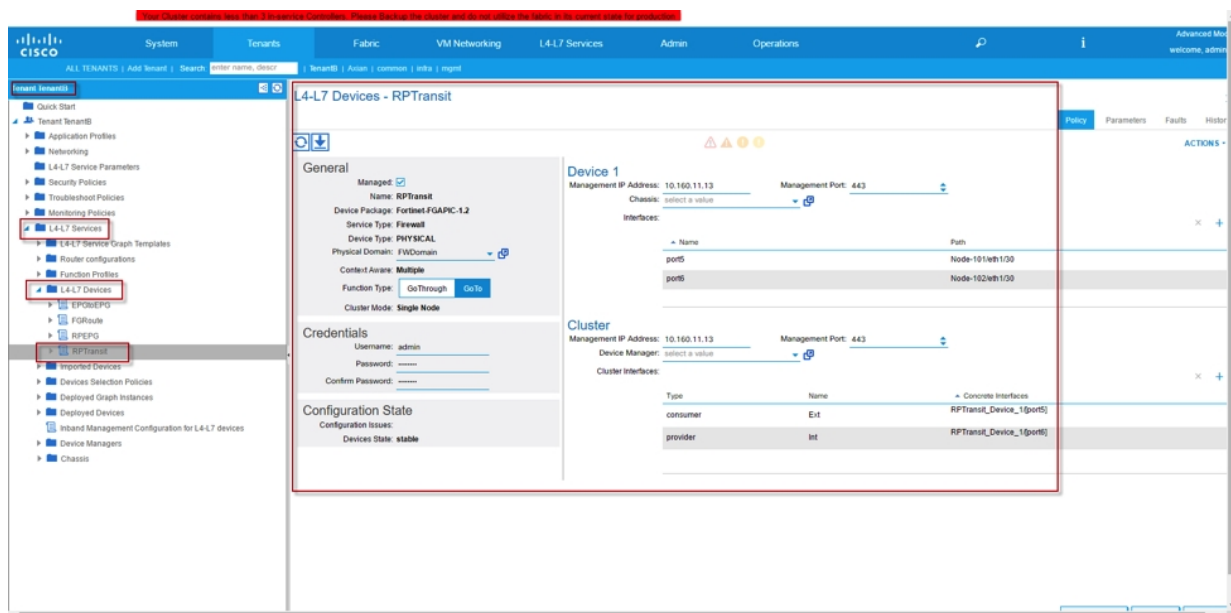 Your Cluster contains less than 3 in-service Controllers. Please Backup the cluster and do not utilize the fabric in its current state for production.
CISCO
System Tenants Fabric VM Networking L4-L7 Services Admin Operations
Advanced Mod
welcome, admin
ALL TENANTS | Add Tenant | Search: enter name, descr | TenantB | Asian | common | infra | mgmt
Tenant TenantB
Quick Start
Tenant TenantB
Application Profiles
Networking
L4-L7 Service Parameters
Security Policies
Troubleshoot Policies
Monitoring Policies
L4-L7 Services
L4-L7 Service Graph Templates
Router configurations
Function Profiles
L4-L7 Devices
EPGtoEPG
FGRoute
RPEPG
RPTransit
Imported Devices
Devices Selection Policies
Deployed Graph Instances
Deployed Devices
Inband Management Configuration for L4-L7 devices
Device Managers
Chassis
L4-L7 Devices - RPTransit
Policy Parameters Faults Histor
ACTIONS
General
Managed:
Name: RPTransit
Device Package: Fortinet-FGAPIC-1.2
Service Type: Firewall
Device Type: PHYSICAL
Physical Domain: FWDomain
Context Aware: Multiple
Function Type: GoThrough GoTo
Cluster Mode: Single Node
Credentials
Username: admin
Password:
Confirm Password:
Configuration State
Configuration Issues:
Devices State: stable
Device 1
Management IP Address: 10.160.11.13 Management Port: 443
Chassis: select a value
Interfaces:
Name Path
port5 Node-101/eth1/30
port6 Node-102/eth1/30
Cluster
Management IP Address: 10.160.11.13 Management Port: 443
Device Manager: select a value
Cluster Interfaces:
Type Name Concrete Interfaces
consumer Ext RPTransit_Device_1/[port5]
provider Int RPTransit_Device_1/[port6]